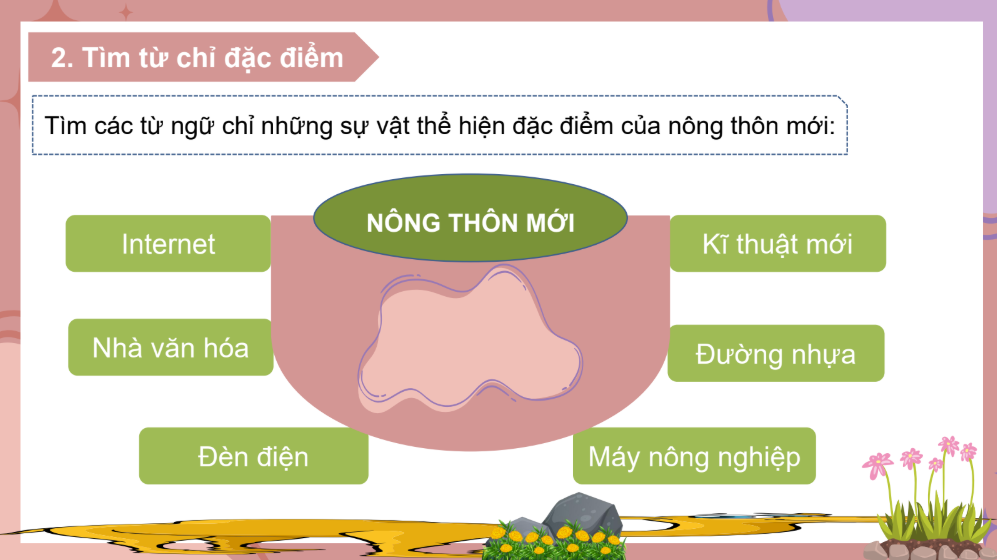 2. Tìm từ chỉ đặc điểm
Tìm các từ ngữ chỉ những sự vật thể hiện đặc điểm của nông thôn mới:
NÔNG THÔN MỚI
Internet
Kĩ thuật mới
Nhà văn hóa
Đường nhựa
Đèn điện
Máy nông nghiệp